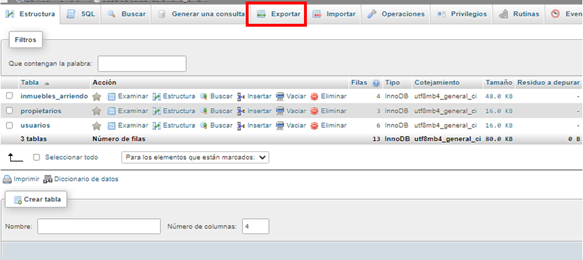 Estructura SQL Buscar Generar una consulta Exportar Importar Operaciones Privilegios Rutinas Even
Filtros
Que contengan la palabra:
Tabla Acción Filas Tipo Cotejamiento Tamaño Residuo a depurar
inmuebles_arriendo Examinar Estructura Buscar Insertar Vaciar Eliminar 4 InnoDB utf8mb4_general_ci 48.0 KB -
propietarios Examinar Estructura Buscar Insertar Vaciar Eliminar 3 InnoDB utf8mb4_general_ci 16.0 KB -
usuarios Examinar Estructura Buscar Insertar Vaciar Eliminar 6 InnoDB utf8mb4_general_ci 16.0 KB -
3 tablas Número de filas 13 InnoDB utf8mb4_general_ci 80.0 KB 0 B
Seleccionar todo Para los elementos que están marcados:
Imprimir Diccionario de datos
Crear tabla
Nombre: Número de columnas: 4